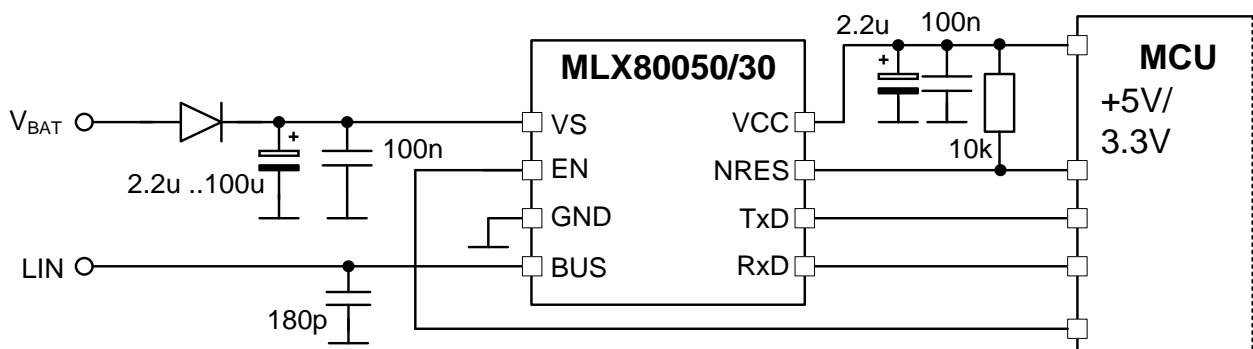 2.2u 100n
+
MLX80050/30
MCU
+5V/
3.3V
VBAT
+
VS
VCC
100n
10k
2.2u ..100u
EN
NRES
GND
TxD
LIN
BUS
RxD
180p